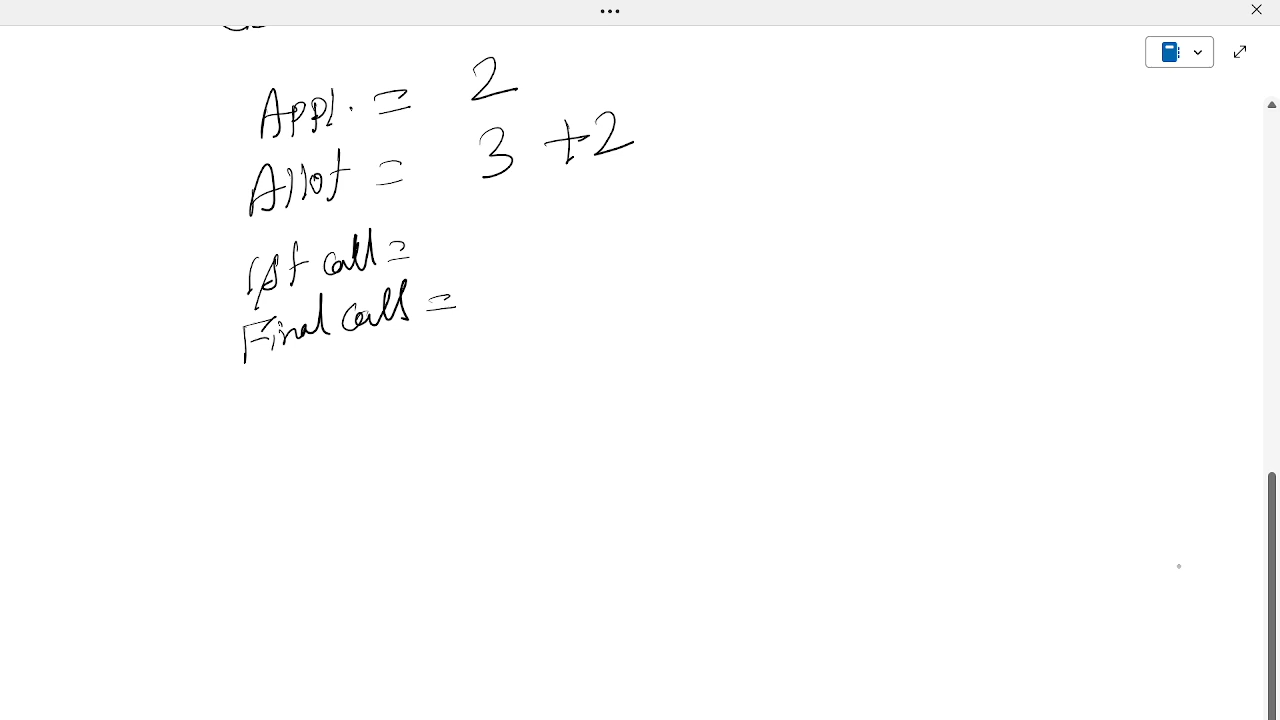 Appl. = 2
Allot = 3 +2
1st call =
Final call =